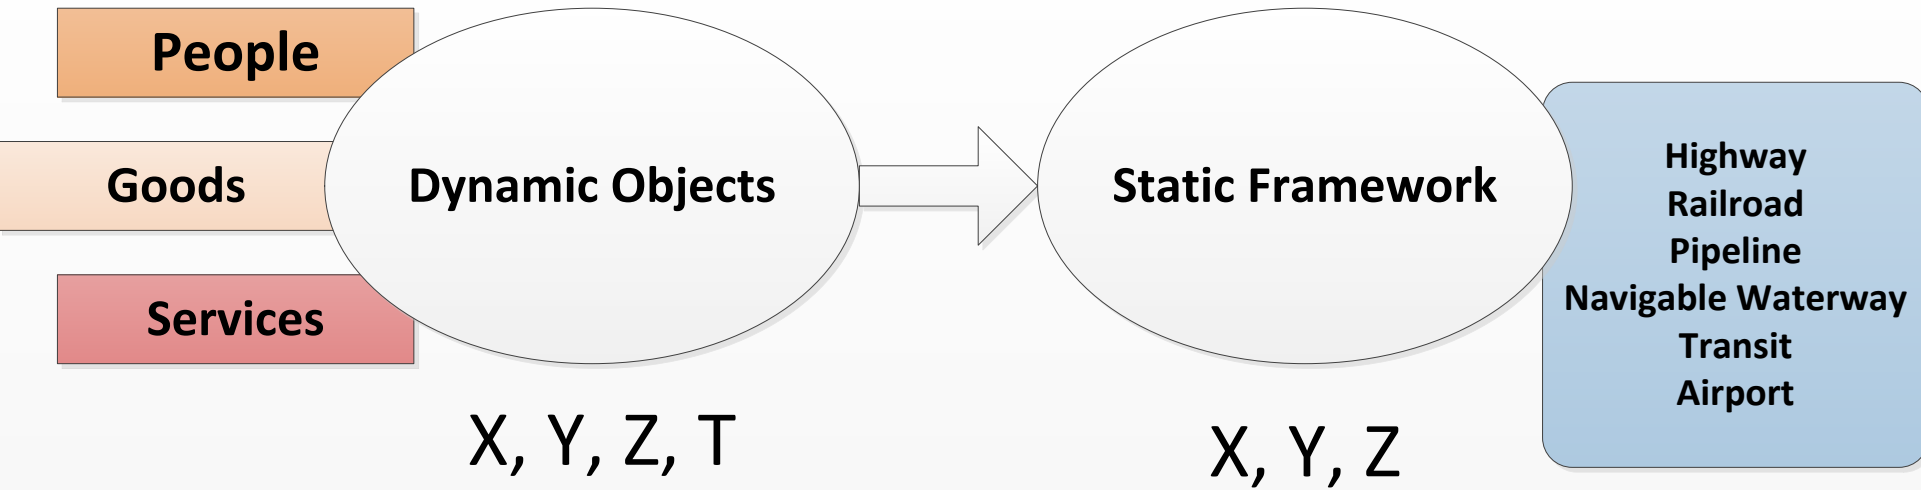 People
Goods
Services
Dynamic Objects
X, Y, Z, T
Static Framework
X, Y, Z
Highway
Railroad
Pipeline
Navigable Waterway
Transit
Airport